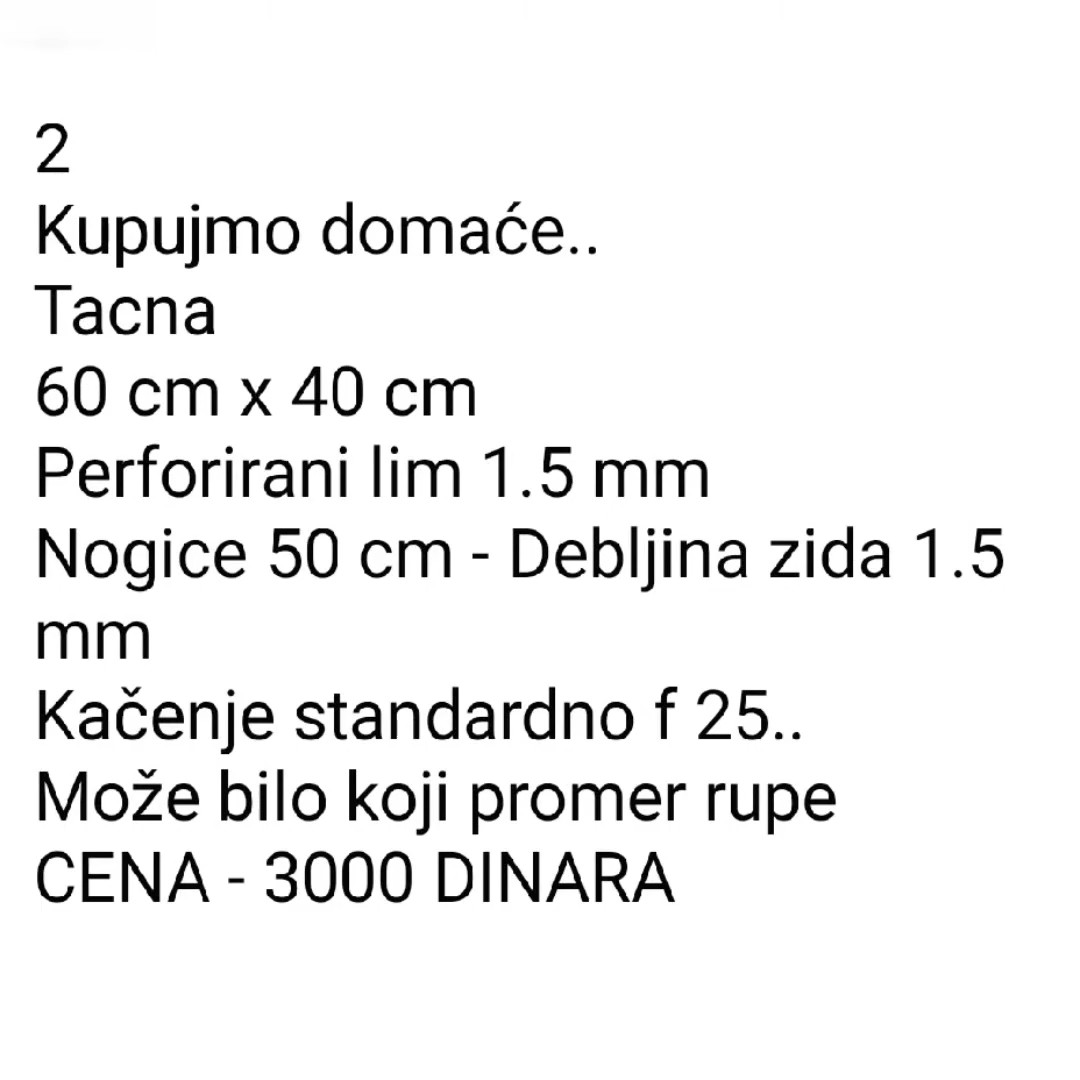 2
Kupujmo domaće..
Tacna
60 cm x 40 cm
Perforirani lim 1.5 mm
Nogice 50 cm - Debljina zida 1.5
mm
Kačenje standardno f 25..
Može bilo koji promer rupe
CENA - 3000 DINARA